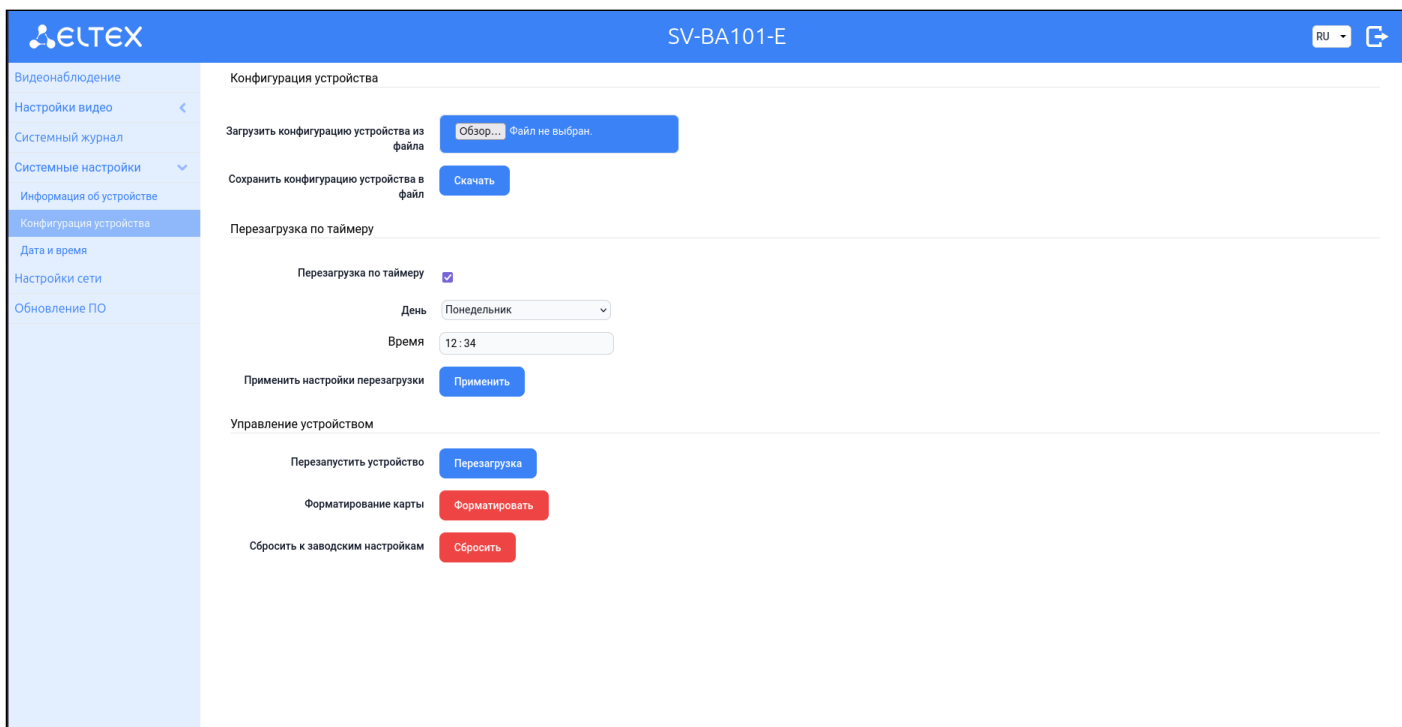 ELTEX
SV-BA101-E
RU
Видеонаблюдение
Настройки видео
Системный журнал
Системные настройки
Информация об устройстве
Конфигурация устройства
Дата и время
Настройки сети
Обновление ПО
Конфигурация устройства
Загрузить конфигурацию устройства из
файла
Обзор... Файл не выбран.
Сохранить конфигурацию устройства в
файл
Скачать
Перезагрузка по таймеру
Перезагрузка по таймеру
День
Понедельник
Время
12 : 34
Применить настройки перезагрузки
Применить
Управление устройством
Перезапустить устройство
Перезагрузка
Форматирование карты
Форматировать
Сбросить к заводским настройкам
Сбросить